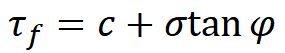 τ_f = c + σtan φ